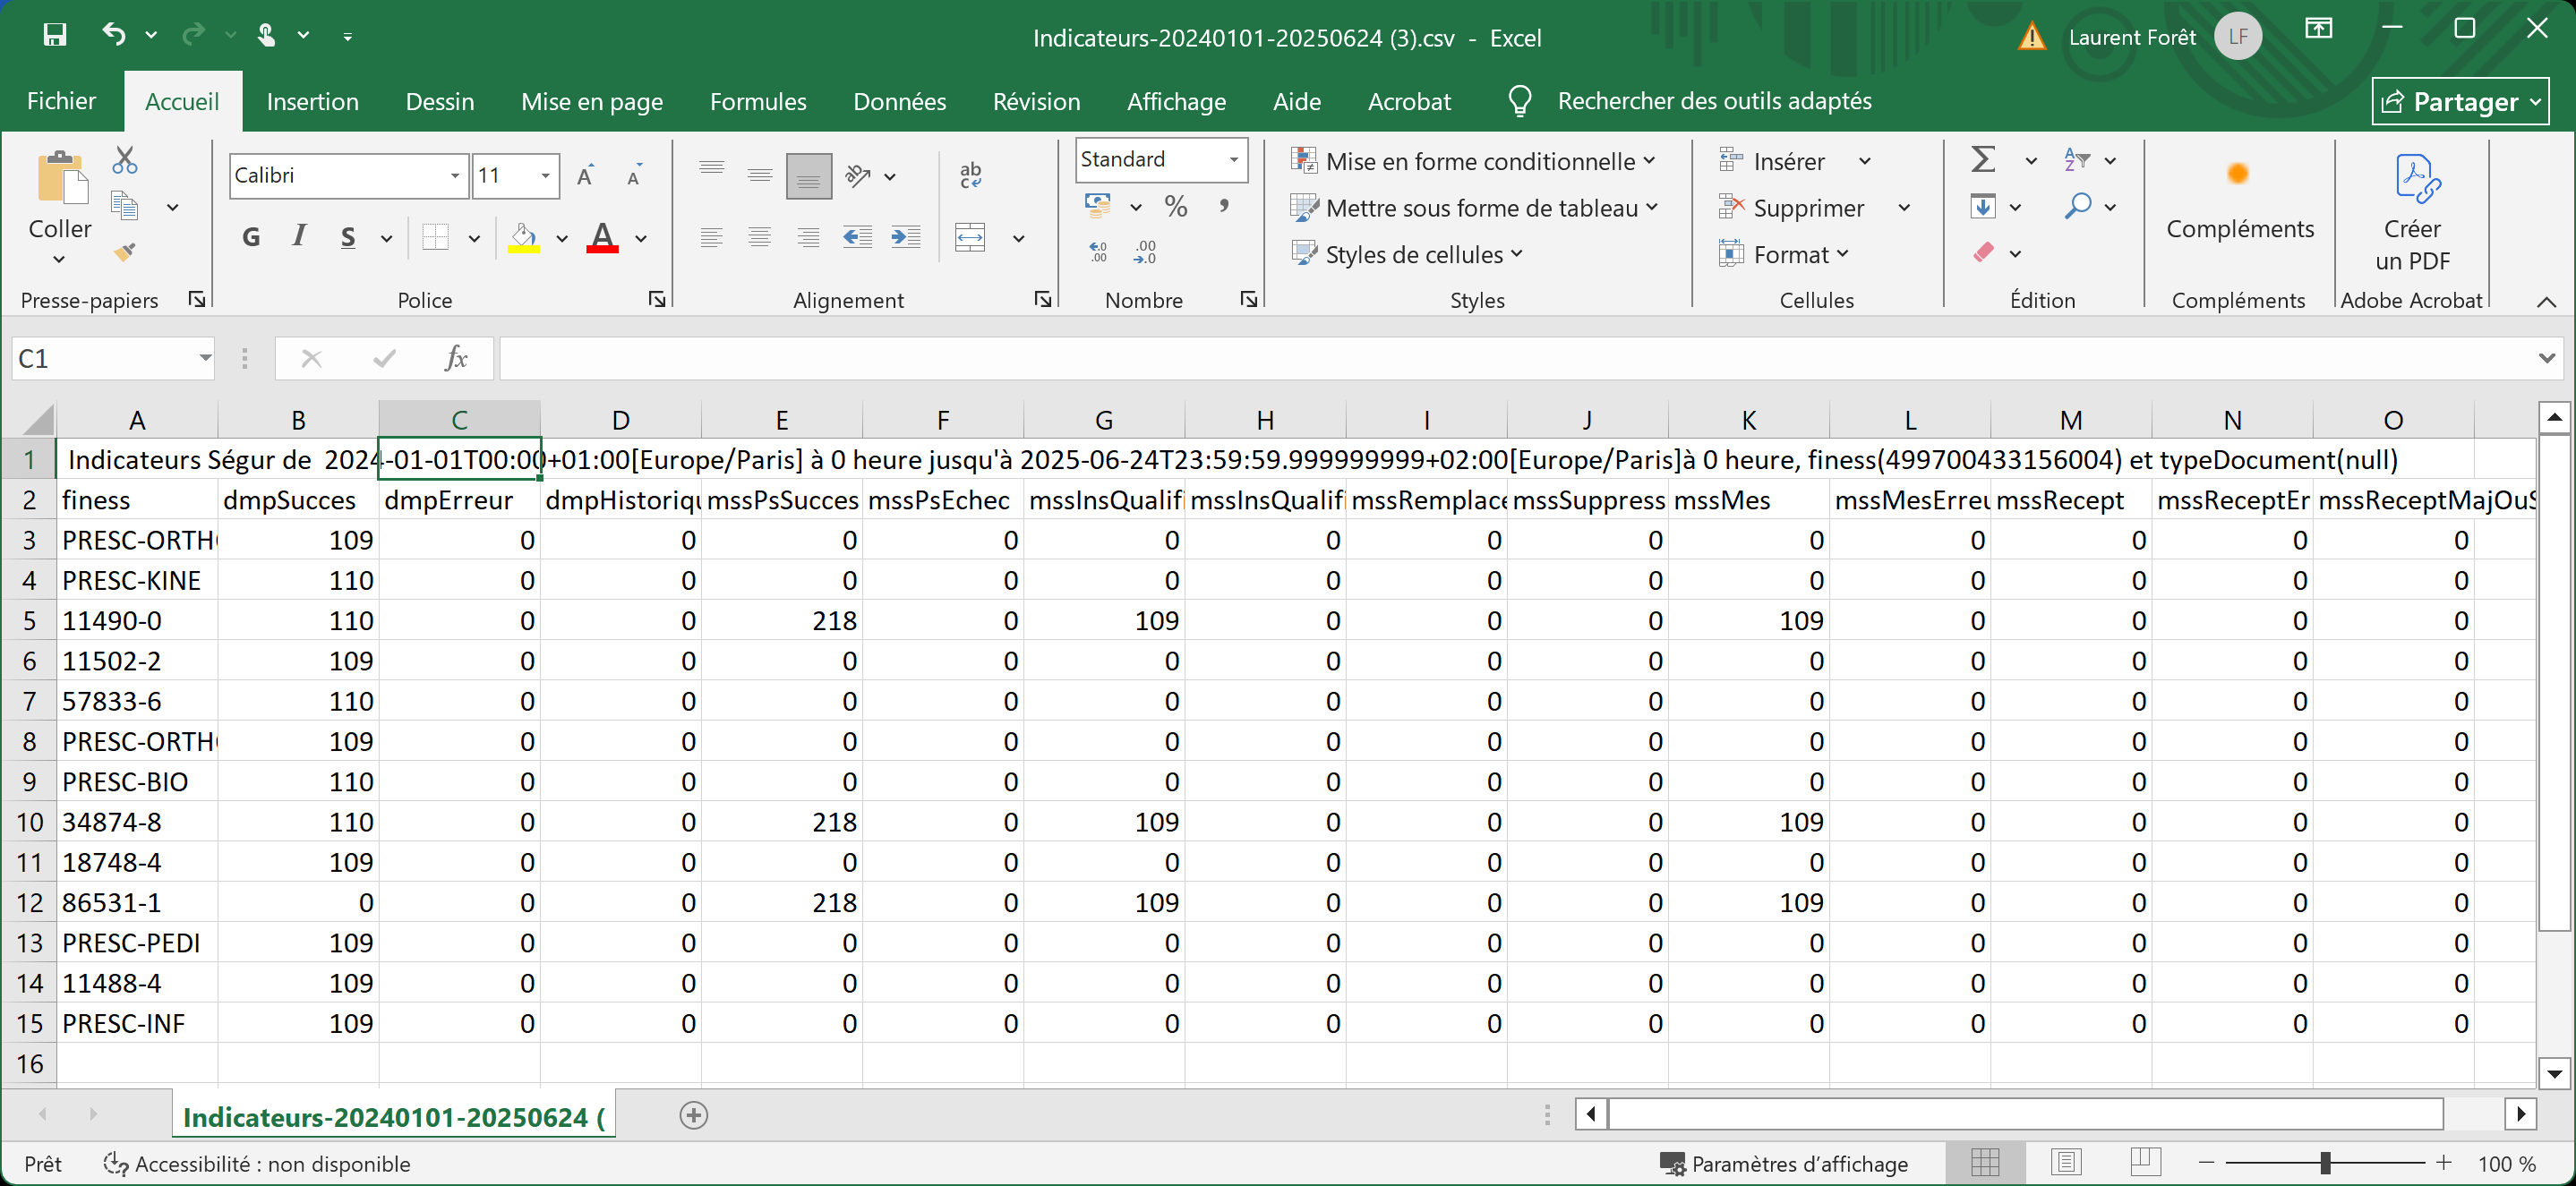 Indicateurs-20240101-20250624 (3).csv - Excel
Laurent Forêt LF
Fichier Accueil Insertion Dessin Mise en page Formules Données Révision Affichage Aide Acrobat Rechercher des outils adaptés Partager
Coller
Presse-papiers
Calibri 11
G I S A
Police
ab c
Alignement
Standard
% ,
Nombre
Mise en forme conditionnelle
Mettre sous forme de tableau
Styles de cellules
Styles
Insérer
Supprimer
Format
Cellules
Édition
Compléments
Compléments
Créer
un PDF
Adobe Acrobat
C1 fx
A B C D E F G H I J K L M N O
1 Indicateurs Ségur de 2024-01-01T00:00+01:00[Europe/Paris] à 0 heure jusqu'à 2025-06-24T23:59:59.999999999+02:00[Europe/Paris]à 0 heure, finess(499700433156004) et typeDocument(null)
2 finess dmpSucces dmpErreur dmpHistoriqu mssPsSucces mssPsEchec mssInsQualifi mssInsQualifi mssRemplace mssSuppress mssMes mssMesErreu mssRecept mssReceptEr mssReceptMajOuS
3 PRESC-ORTH 109 0 0 0 0 0 0 0 0 0 0 0 0 0
4 PRESC-KINE 110 0 0 0 0 0 0 0 0 0 0 0 0 0
5 11490-0 110 0 0 218 0 109 0 0 0 109 0 0 0 0
6 11502-2 109 0 0 0 0 0 0 0 0 0 0 0 0 0
7 57833-6 110 0 0 0 0 0 0 0 0 0 0 0 0 0
8 PRESC-ORTH 109 0 0 0 0 0 0 0 0 0 0 0 0 0
9 PRESC-BIO 110 0 0 0 0 0 0 0 0 0 0 0 0 0
10 34874-8 110 0 0 218 0 109 0 0 0 109 0 0 0 0
11 18748-4 109 0 0 0 0 0 0 0 0 0 0 0 0 0
12 86531-1 0 0 0 218 0 109 0 0 0 109 0 0 0 0
13 PRESC-PEDI 109 0 0 0 0 0 0 0 0 0 0 0 0 0
14 11488-4 109 0 0 0 0 0 0 0 0 0 0 0 0 0
15 PRESC-INF 109 0 0 0 0 0 0 0 0 0 0 0 0 0
16
Indicateurs-20240101-20250624 (
Prêt Accessibilité : non disponible Paramètres d’affichage 100 %